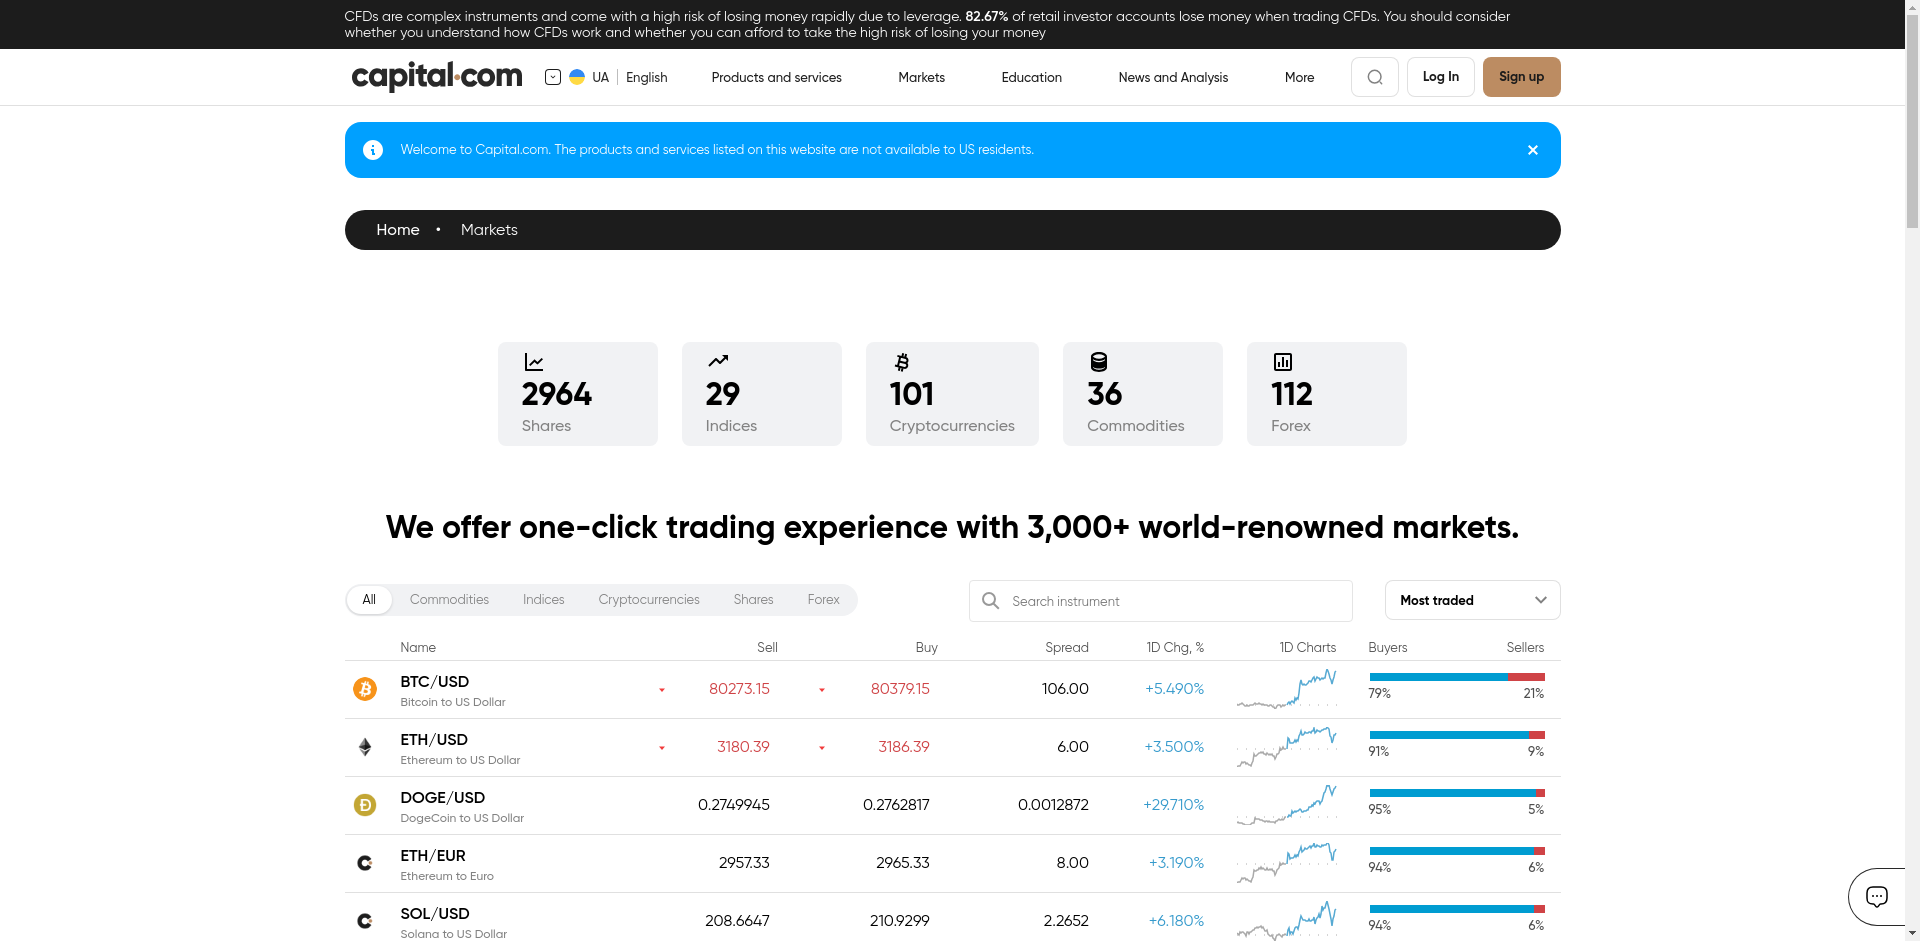 CFDs are complex instruments and come with a high risk of losing money rapidly due to leverage. 82.67% of retail investor accounts lose money when trading CFDs. You should consider
whether you understand how CFDs work and whether you can afford to take the high risk of losing your money
capital.com UA English Products and services Markets Education News and Analysis More Log In Sign up
Welcome to Capital.com. The products and services listed on this website are not available to US residents.
Home • Markets
2964 29 101 36 112
Shares Indices Cryptocurrencies Commodities Forex
We offer one-click trading experience with 3,000+ world-renowned markets.
All Commodities Indices Cryptocurrencies Shares Forex Search instrument Most traded
Name Sell Buy Spread 1D Chg, % 1D Charts Buyers Sellers
BTC/USD 80273.15 80379.15 106.00 +5.490%
Bitcoin to US Dollar 79% 21%
ETH/USD 3180.39 3186.39 6.00 +3.500%
Ethereum to US Dollar 91% 9%
DOGE/USD 0.2749945 0.2762817 0.0012872 +29.710%
DogeCoin to US Dollar 95% 5%
ETH/EUR 2957.33 2965.33 8.00 +3.190%
Ethereum to Euro 94% 6%
SOL/USD 208.6647 210.9299 2.2652 +6.180%
Solana to US Dollar 94% 6%